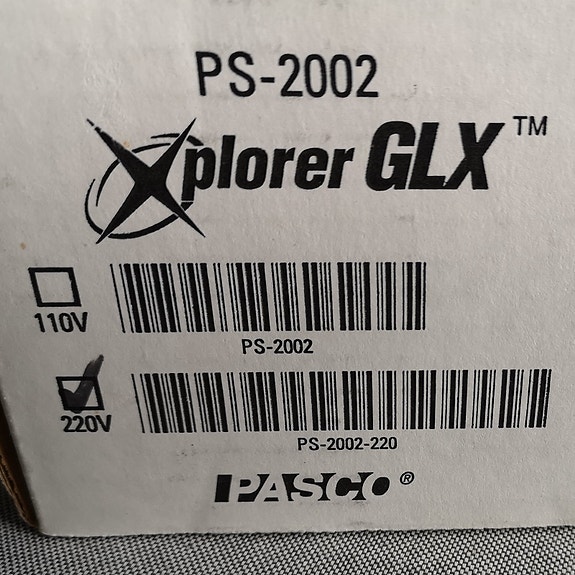 PS-2002
Xplorer GLX™
110V
PS-2002
220V
PS-2002-220
PASCO®